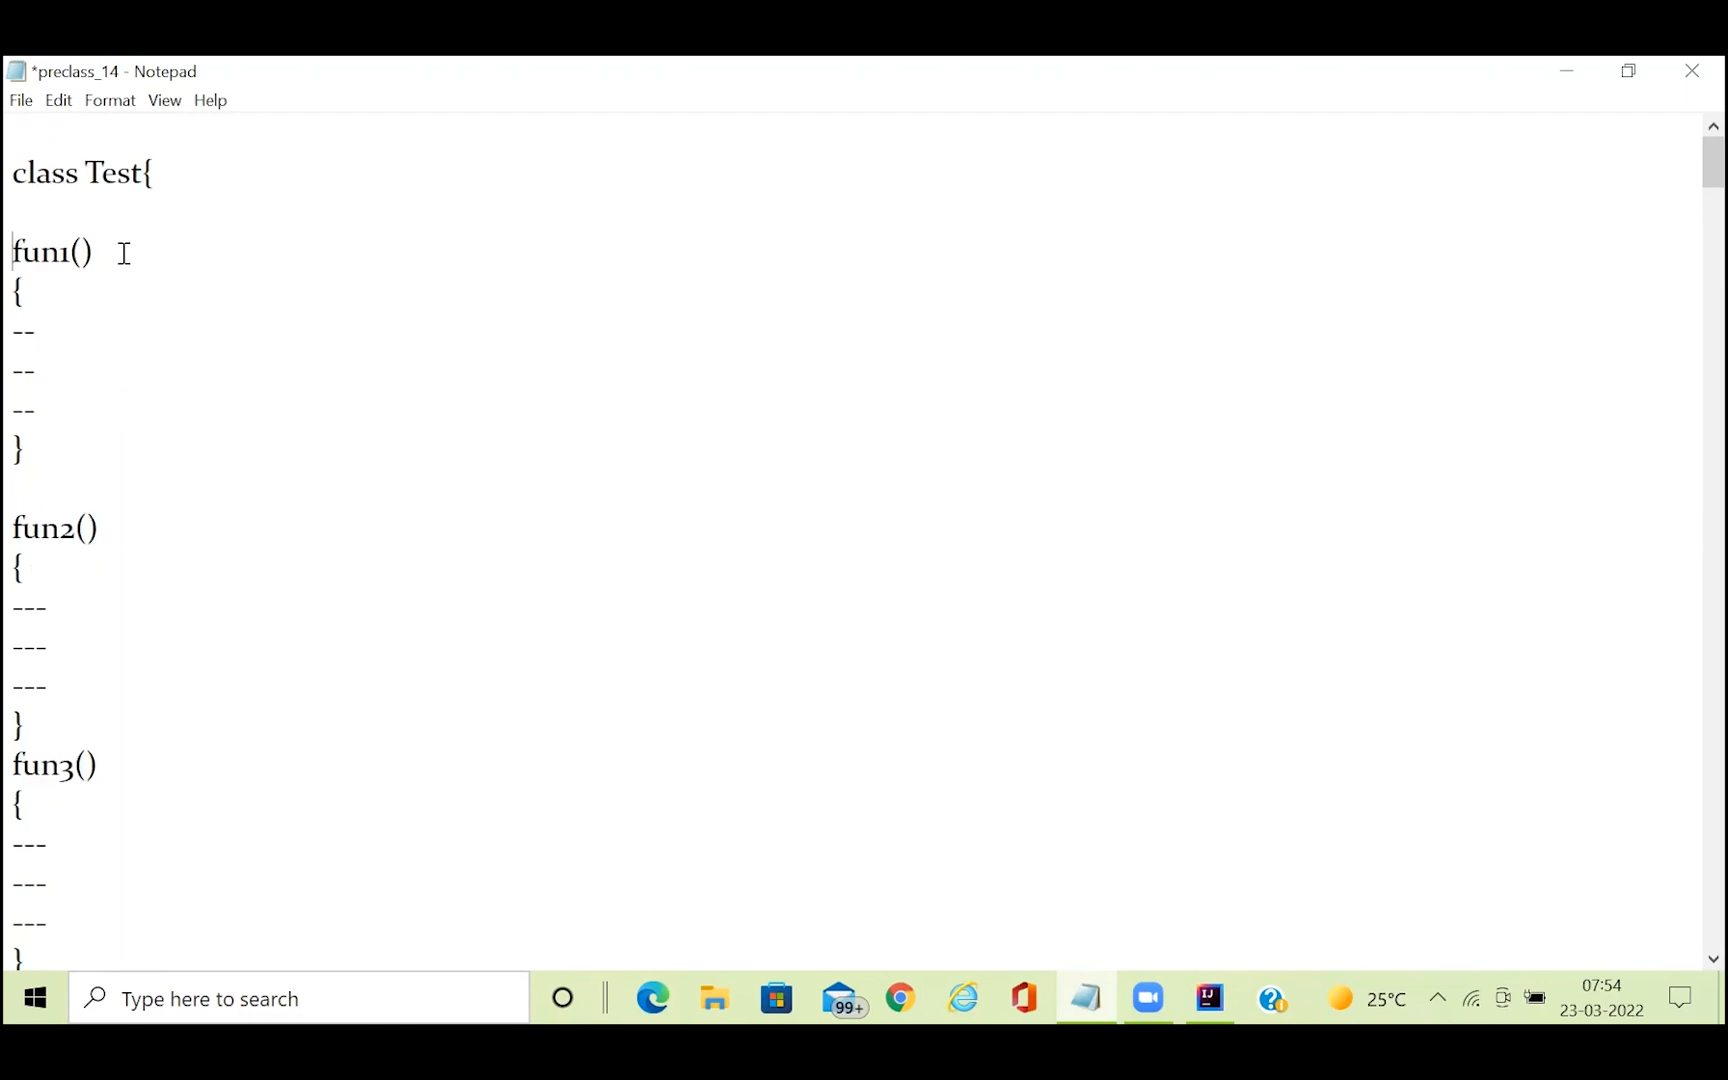 *preclass_14 - Notepad
File Edit Format View Help
class Test{
fun1()
{
--
--
--
}
fun2()
{
---
---
---
}
fun3()
{
---
---
---
}
Type here to search
99+
25°C
07:54
23-03-2022